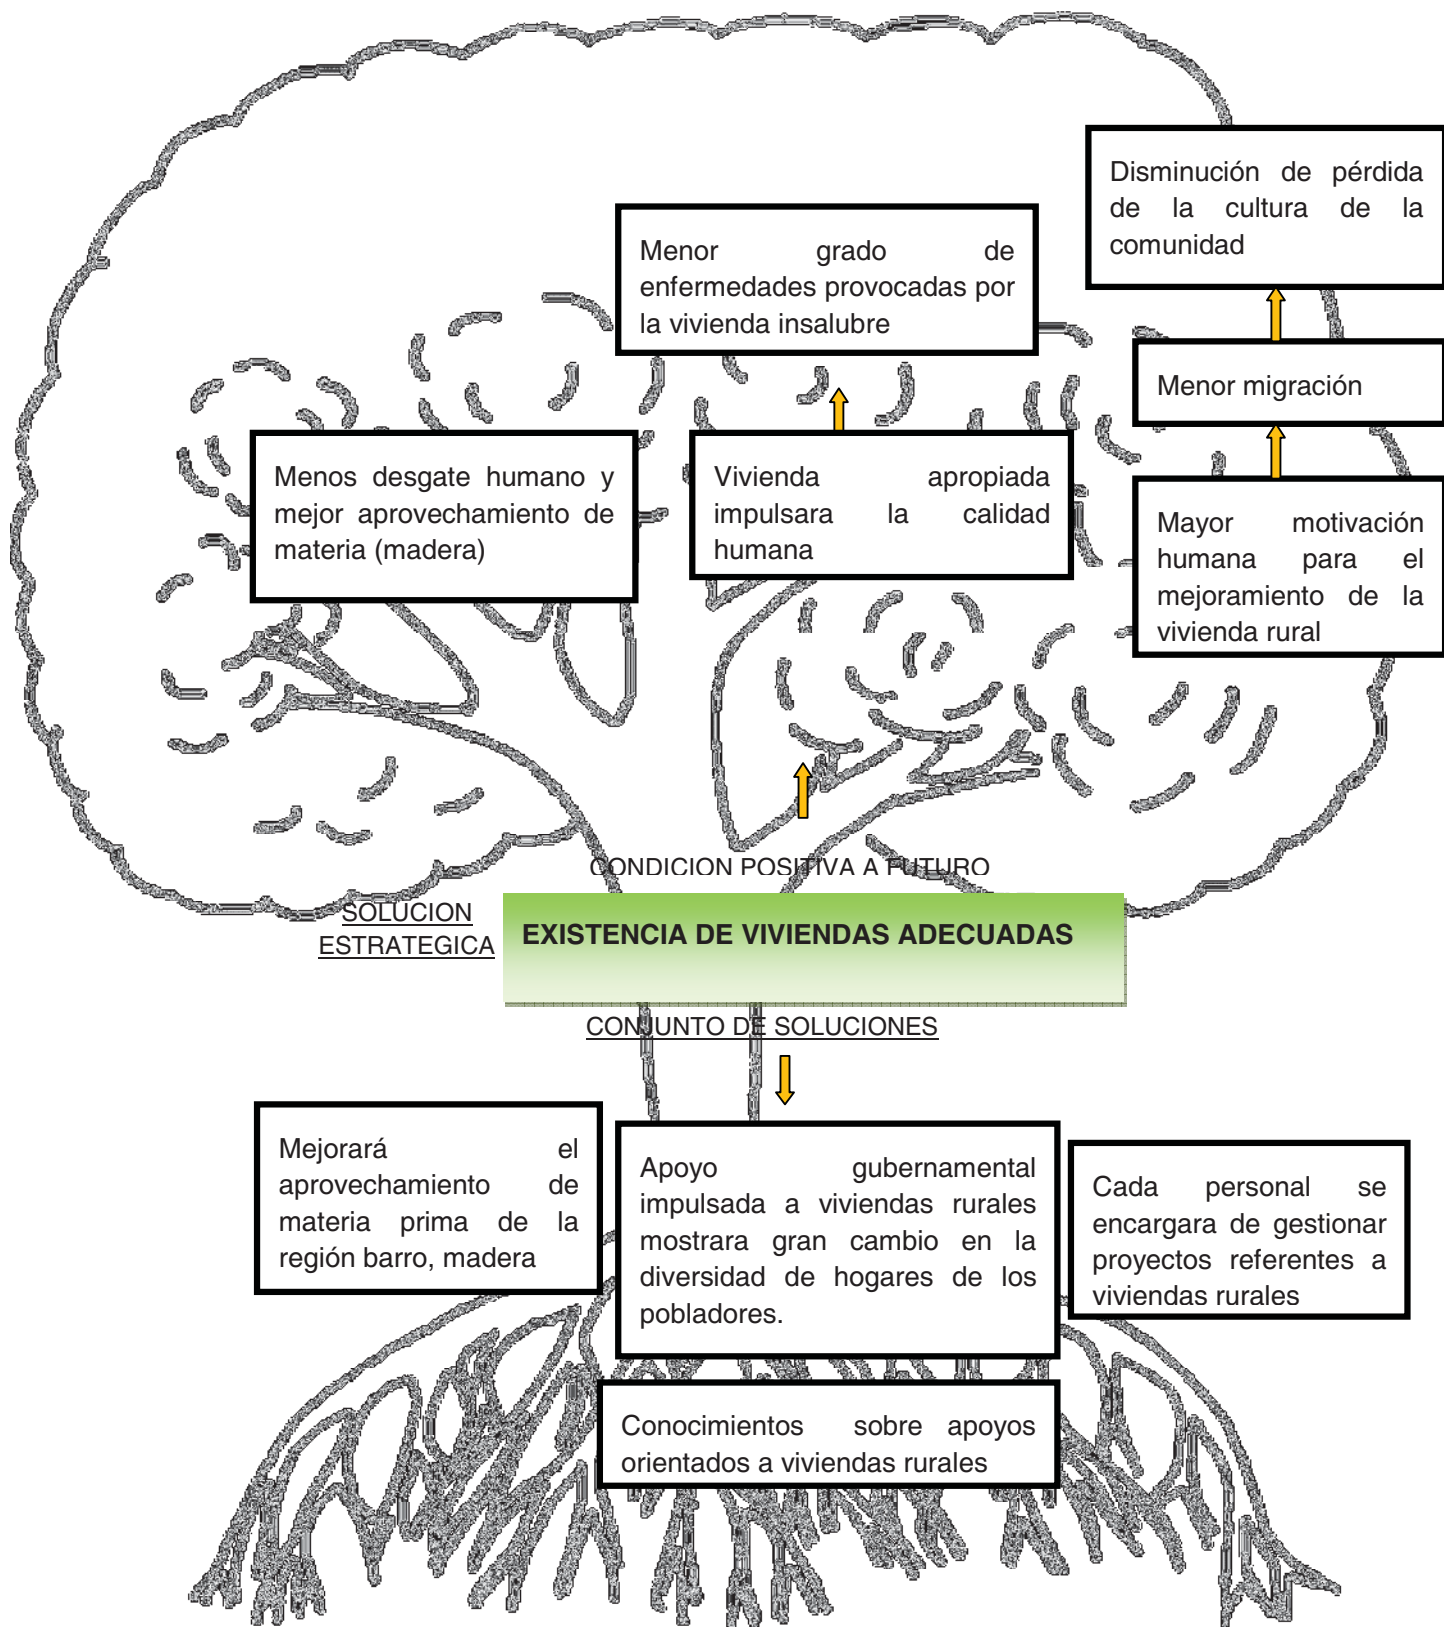 Disminución de pérdida
de la cultura de la
comunidad
Menor grado de
enfermedades provocadas por
la vivienda insalubre
Menor migración
Menos desgate humano y
mejor aprovechamiento de
materia (madera)
Vivienda apropiada
impulsara la calidad
humana
Mayor motivación
humana para el
mejoramiento de la
vivienda rural
CONDICION POSITIVA A FUTURO
SOLUCION
ESTRATEGICA
EXISTENCIA DE VIVIENDAS ADECUADAS
CONJUNTO DE SOLUCIONES
Mejorará el
aprovechamiento de
materia prima de la
región barro, madera
Apoyo gubernamental
impulsada a viviendas rurales
mostrara gran cambio en la
diversidad de hogares de los
pobladores.
Cada personal se
encargara de gestionar
proyectos referentes a
viviendas rurales
Conocimientos sobre apoyos
orientados a viviendas rurales